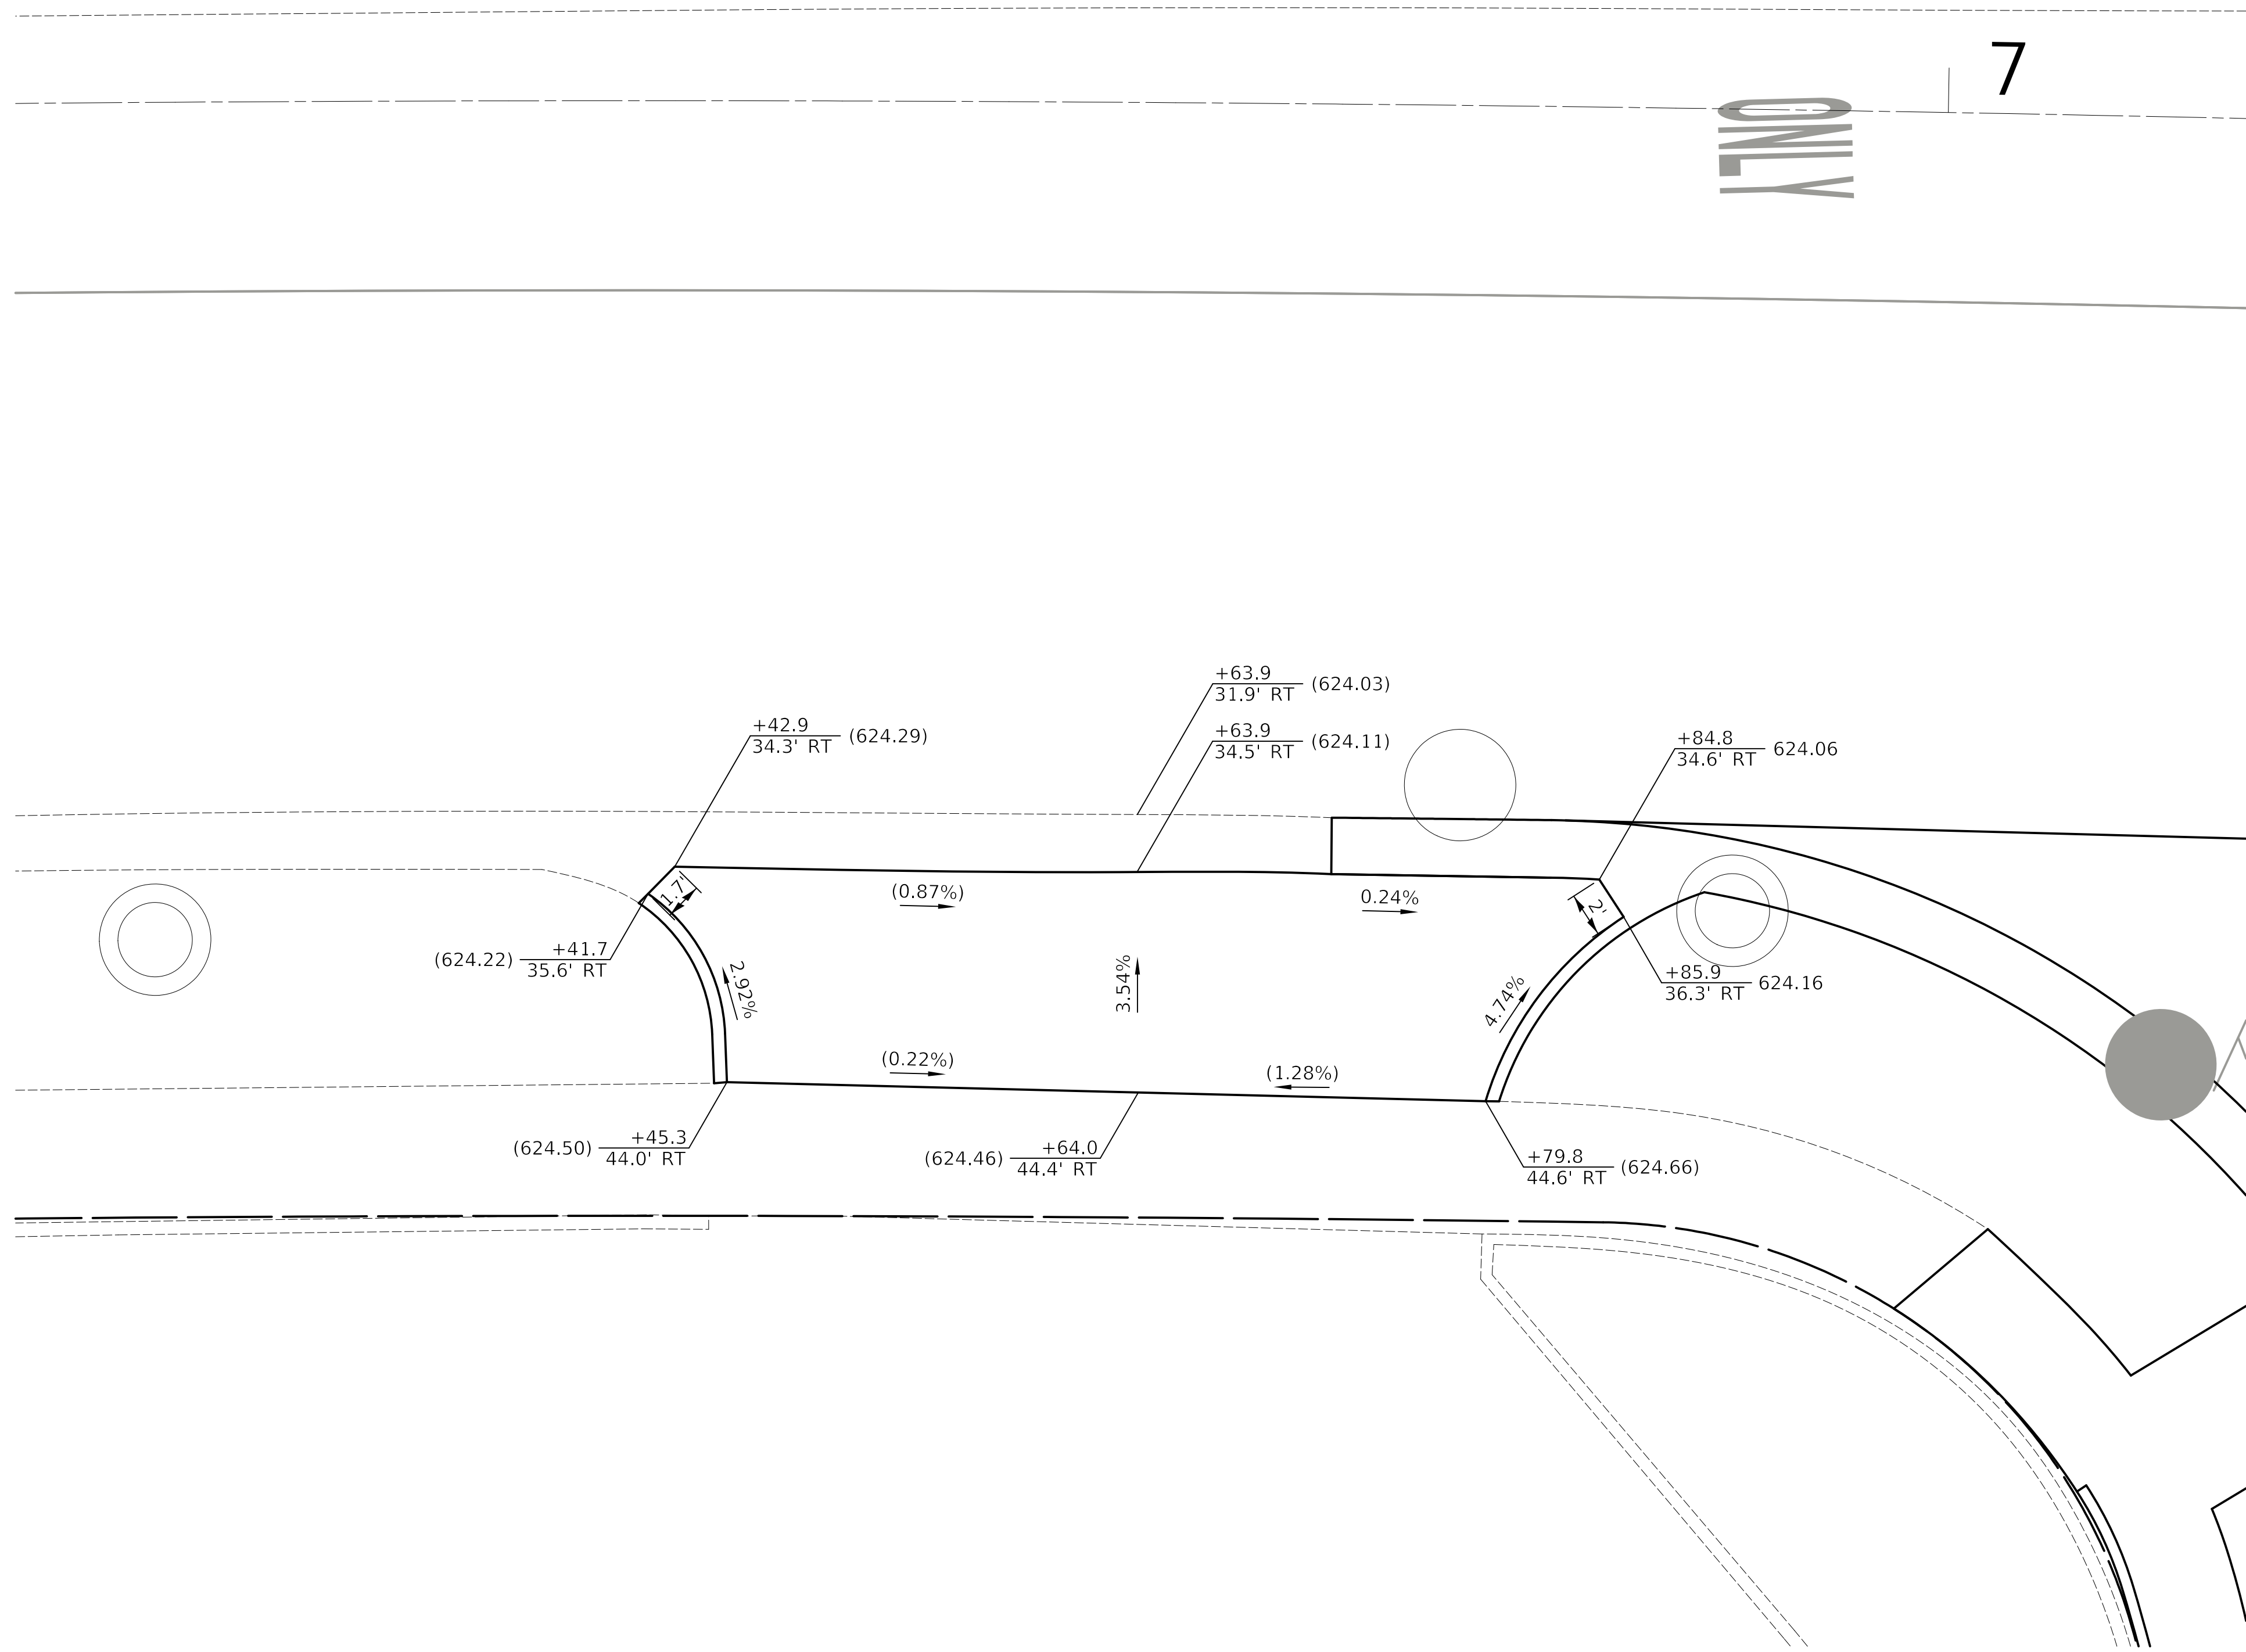 7
ONLY
+63.9
31.9' RT (624.03)
+42.9
34.3' RT (624.29)
+63.9
34.5' RT (624.11)
+84.8
34.6' RT 624.06
1.7'
(0.87%)
0.24%
2'
(624.22) +41.7
35.6' RT
2.92%
3.54%
4.74%
+85.9
36.3' RT 624.16
(0.22%)
(1.28%)
(624.50) +45.3
44.0' RT
(624.46) +64.0
44.4' RT
+79.8
44.6' RT (624.66)